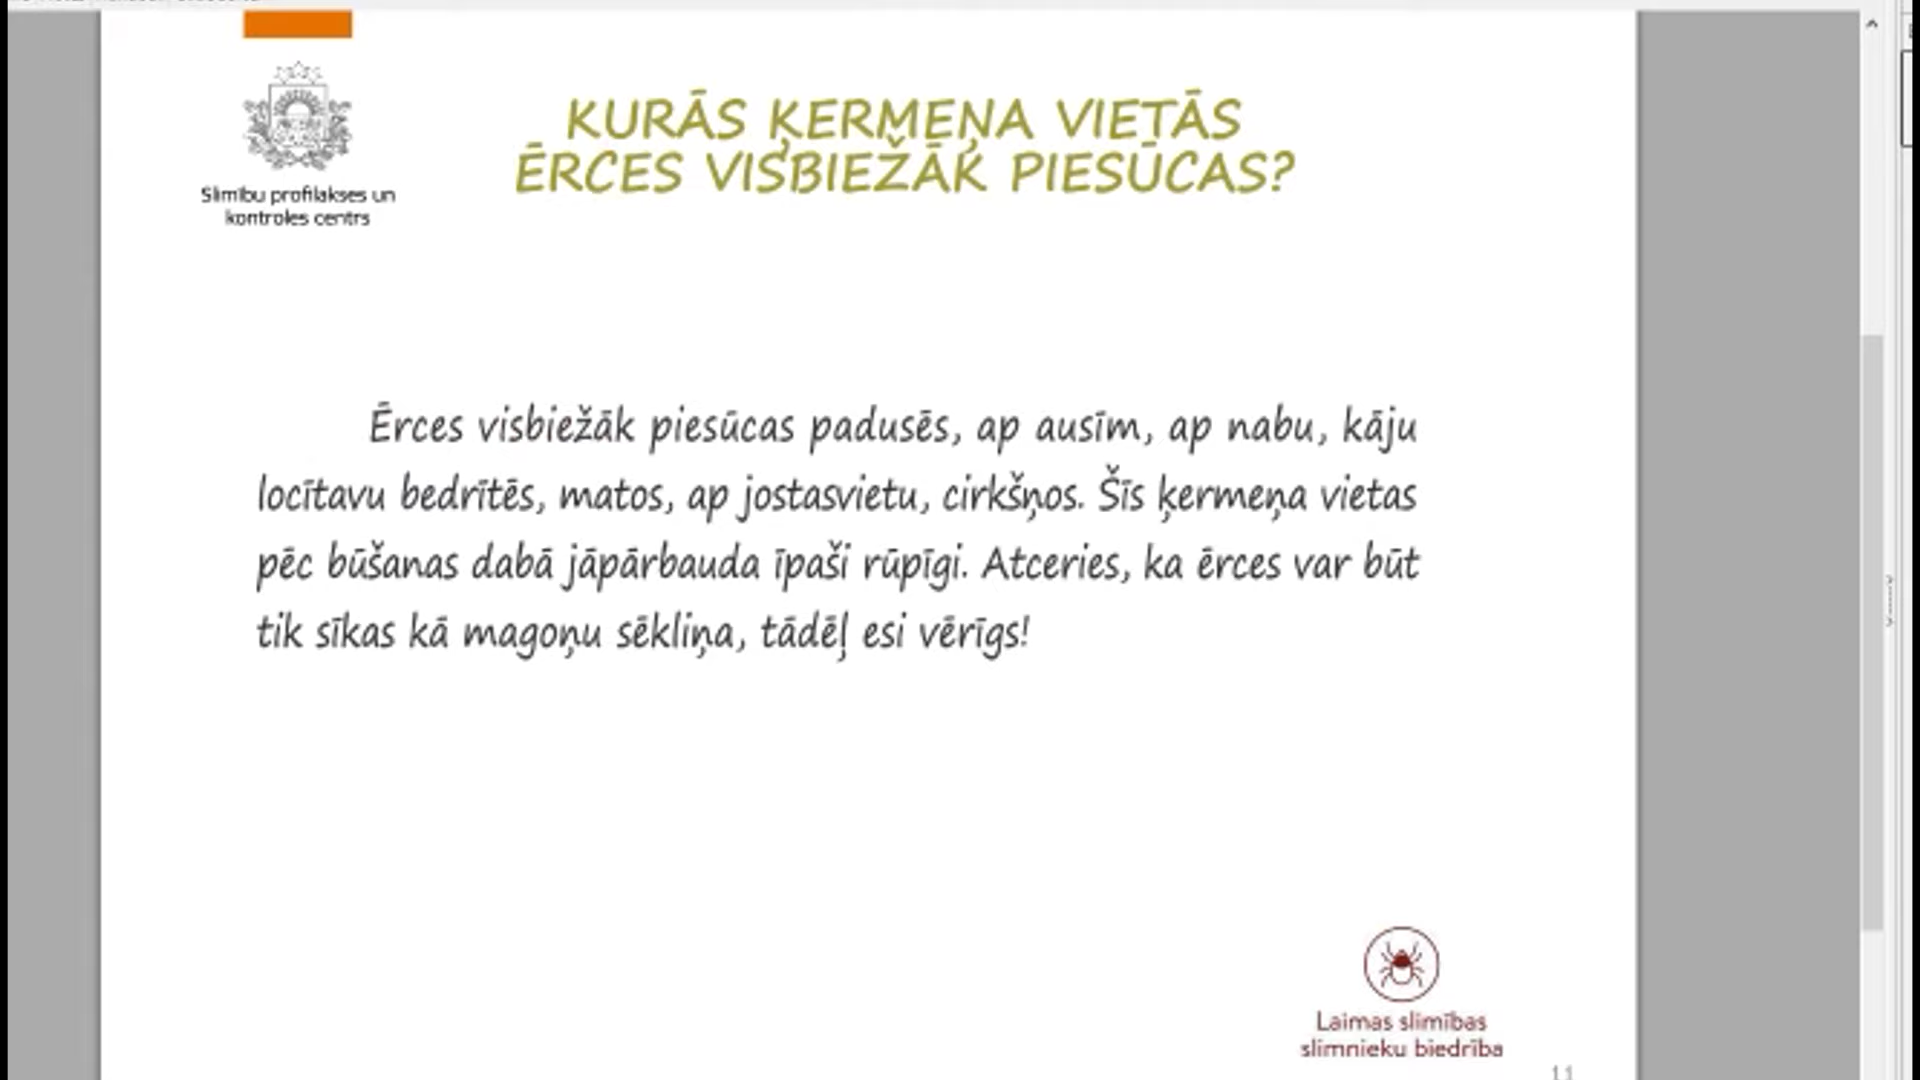 Slimību profilakses un
kontroles centrs
KURĀS ĶERMEŅA VIETĀS
ĒRCES VISBIEŽĀK PIESŪCAS?
Ērces visbiežāk piesūcas padusēs, ap ausīm, ap nabu, kāju
locītavu bedrītēs, matos, ap jostasvietu, cirkšņos. Šīs ķermeņa vietas
pēc būšanas dabā jāpārbauda īpaši rūpīgi. Atceries, ka ērces var būt
tik sīkas kā magoņu sēkliņa, tādēļ esi vērīgs!
Laimas slimības
slimnieku biedrība
11